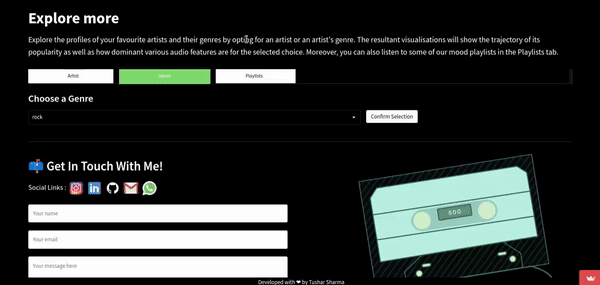 Explore more
Explore the profiles of your favourite artists and their genres by opting for an artist or an artist's genre. The resultant visualisations will show the trajectory of its
popularity as well as how dominant various audio features are for the selected choice. Moreover, you can also listen to some of our mood playlists in the Playlists tab.
Artist
Playlists
Choose a Genre
rock
Confirm Selection
Get In Touch With Me!
Social Links :
Your name
Your email
Your message here
Developed with ❤ by Tushar Sharma